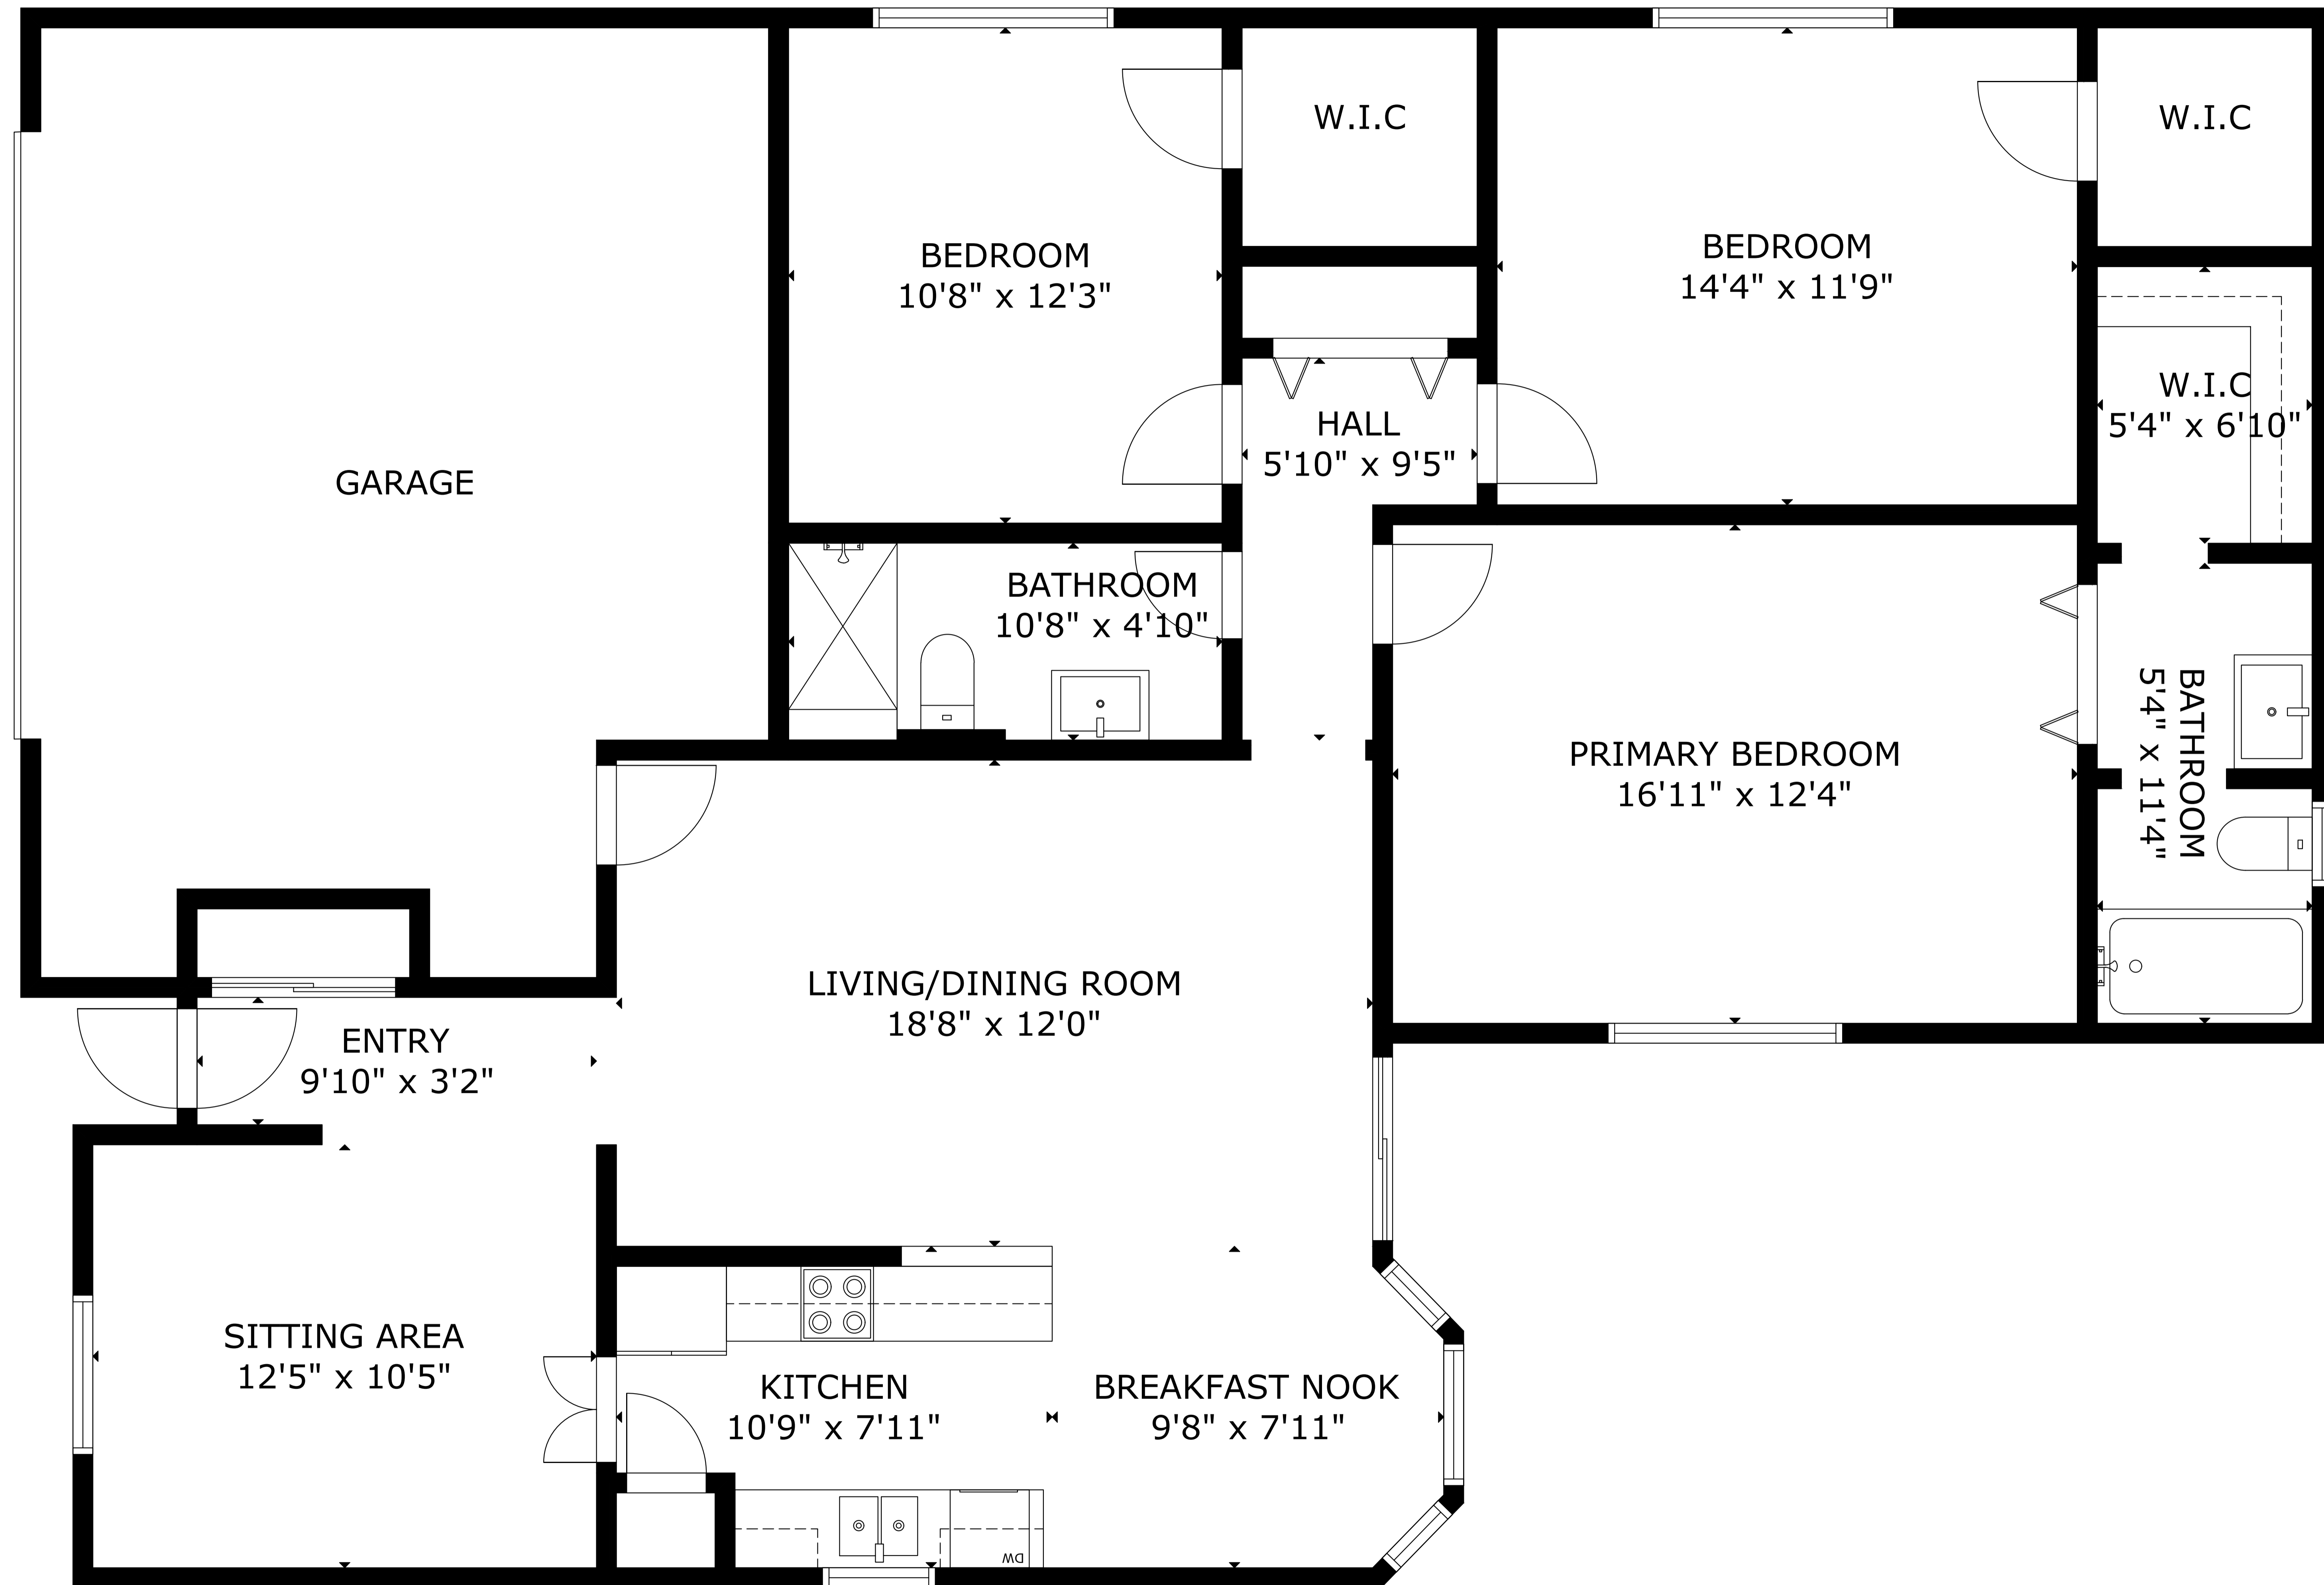 W.I.C
W.I.C
BEDROOM
10'8" x 12'3"
BEDROOM
14'4" x 11'9"
W.I.C
5'4" x 6'10"
HALL
5'10" x 9'5"
GARAGE
BATHROOM
10'8" x 4'10"
PRIMARY BEDROOM
16'11" x 12'4"
BATHROOM
5'4" x 11'4"
LIVING/DINING ROOM
18'8" x 12'0"
ENTRY
9'10" x 3'2"
SITTING AREA
12'5" x 10'5"
KITCHEN
10'9" x 7'11"
BREAKFAST NOOK
9'8" x 7'11"
DW